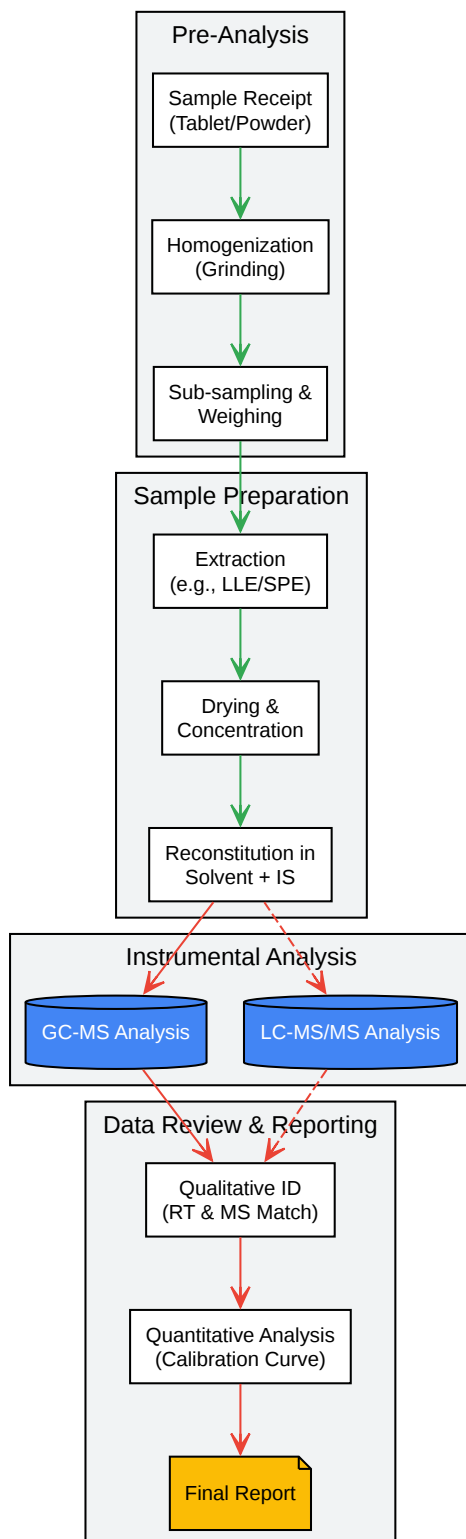 Pre-Analysis
Sample Receipt
(Tablet/Powder)
Homogenization
(Grinding)
Sub-sampling &
Weighing
Sample Preparation
Extraction
(e.g., LLE/SPE)
Drying &
Concentration
Reconstitution in
Solvent + IS
Instrumental Analysis
GC-MS Analysis
LC-MS/MS Analysis
Data Review & Reporting
Qualitative ID
(RT & MS Match)
Quantitative Analysis
(Calibration Curve)
Final Report